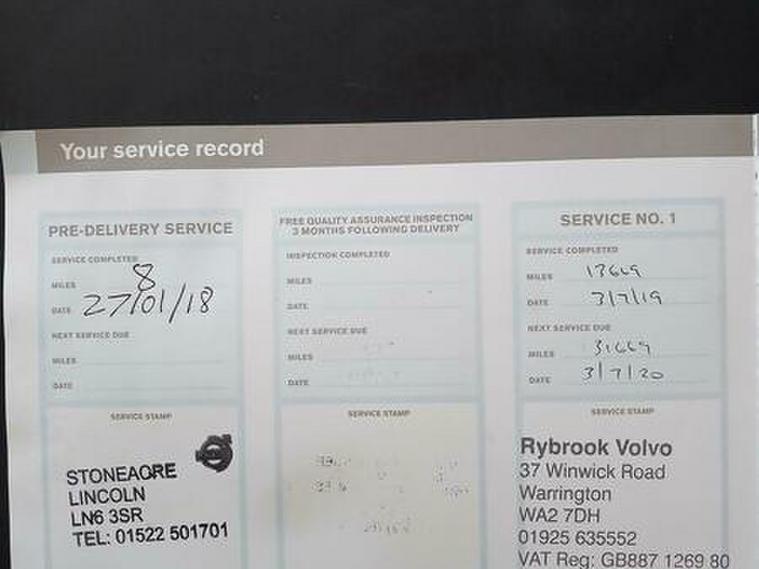 Your service record
PRE-DELIVERY SERVICE
SERVICE COMPLETED
MILES 8
DATE 27/01/18
NEXT SERVICE DUE
MILES
DATE
SERVICE STAMP
STONEACRE
LINCOLN
LN6 3SR
TEL: 01522 501701
FREE QUALITY ASSURANCE INSPECTION
3 MONTHS FOLLOWING DELIVERY
INSPECTION COMPLETED
MILES
DATE
NEXT SERVICE DUE
MILES
DATE
SERVICE STAMP
SERVICE NO. 1
SERVICE COMPLETED
MILES 13669
DATE 3/7/19
NEXT SERVICE DUE
MILES 31669
DATE 3/7/20
SERVICE STAMP
Rybrook Volvo
37 Winwick Road
Warrington
WA2 7DH
01925 635552
VAT Reg: GB887 1269 80